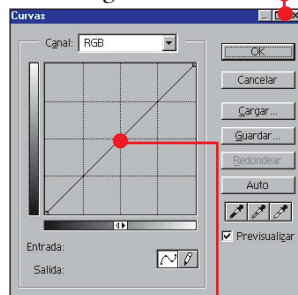 Curvas
Canal: RGB
OK
Cancelar
Cargar...
Guardar...
Redondear
Auto
Previsualizar
Entrada:
Salida: